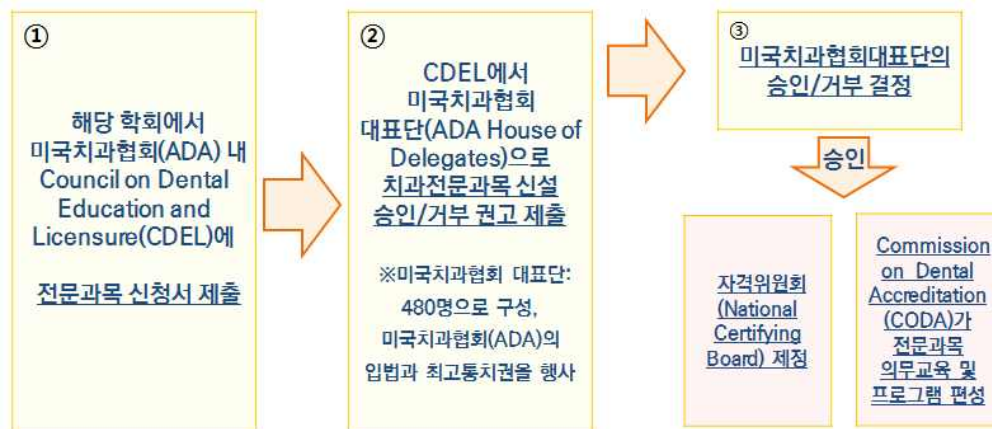 ①
해당 학회에서
미국치과협회(ADA) 내
Council on Dental
Education and
Licensure(CDEL)에
전문과목 신청서 제출
②
CDEL에서
미국치과협회
대표단(ADA House of
Delegates)으로
치과전문과목 신설
승인/거부 권고 제출
※미국치과협회 대표단:
480명으로 구성,
미국치과협회(ADA)의
입법과 최고통치권을 행사
③
미국치과협회대표단의
승인/거부 결정
승인
자격위원회
(National
Certifying
Board) 제정
Commission
on Dental
Accreditation
(CODA)가
전문과목
의무교육 및
프로그램 편성